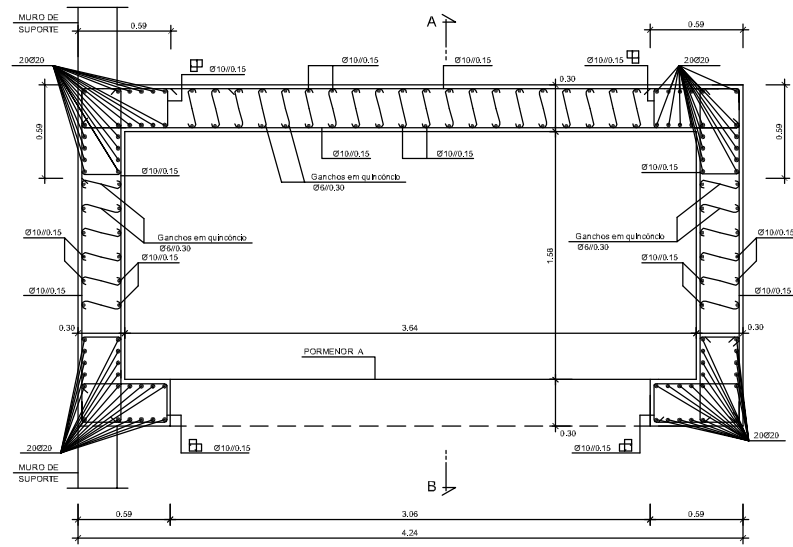 MURO DE
SUPORTE
0.59
A
0.59
20Ø20
Ø10//0.15
Ø10//0.15
Ø10//0.15
Ø10//0.15
20Ø20
0.30
0.59
0.59
Ø10//0.15
Ø10//0.15
Ø10//0.15
Ø10//0.15
Ganchos em quincôncio
Ø6//0.30
Ø10//0.15
Ganchos em quincôncio
Ø6//0.30
Ganchos em quincôncio
Ø6//0.30
Ø10//0.15
Ø10//0.15
Ø10//0.15
Ø10//0.15
1.58
Ø10//0.15
Ø10//0.15
0.30
3.64
0.30
PORMENOR A
0.30
20Ø20
Ø10//0.15
Ø10//0.15
20Ø20
MURO DE
SUPORTE
B
0.59
3.06
0.59
4.24